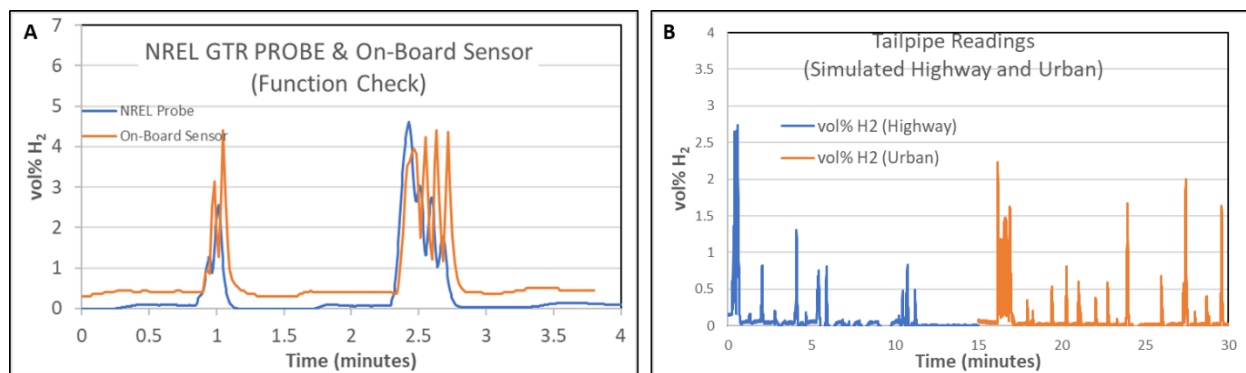 A
NREL GTR PROBE & On-Board Sensor
(Function Check)
NREL Probe
On-Board Sensor
vol% H₂
7
6
5
4
3
2
1
0
0 0.5 1 1.5 2 2.5 3 3.5 4
Time (minutes)
B
Tailpipe Readings
(Simulated Highway and Urban)
vol% H2 (Highway)
vol% H2 (Urban)
vol% H₂
4
3.5
3
2.5
2
1.5
1
0.5
0
0 5 10 15 20 25 30
Time (minutes)